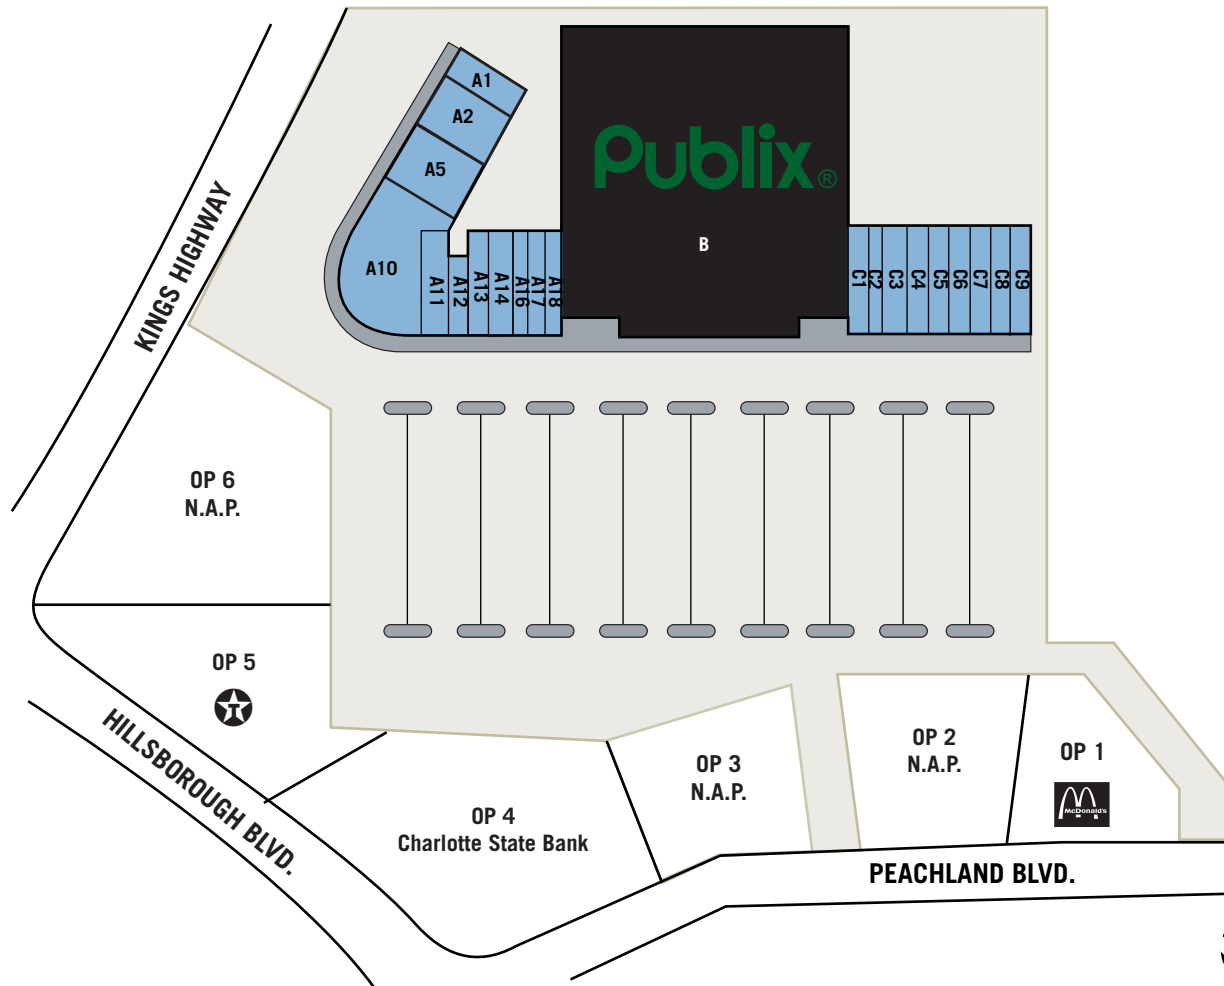 A1
A2
A5
A10
A11
A12
A13
A14
A16
A17
A18
Publix®
B
C1
C2
C3
C4
C5
C6
C7
C8
C9
KINGS HIGHWAY
OP 6
N.A.P.
OP 5
T
HILLSBOROUGH BLVD.
OP 4
Charlotte State Bank
OP 3
N.A.P.
OP 2
N.A.P.
OP 1
McDonald's
PEACHLAND BLVD.